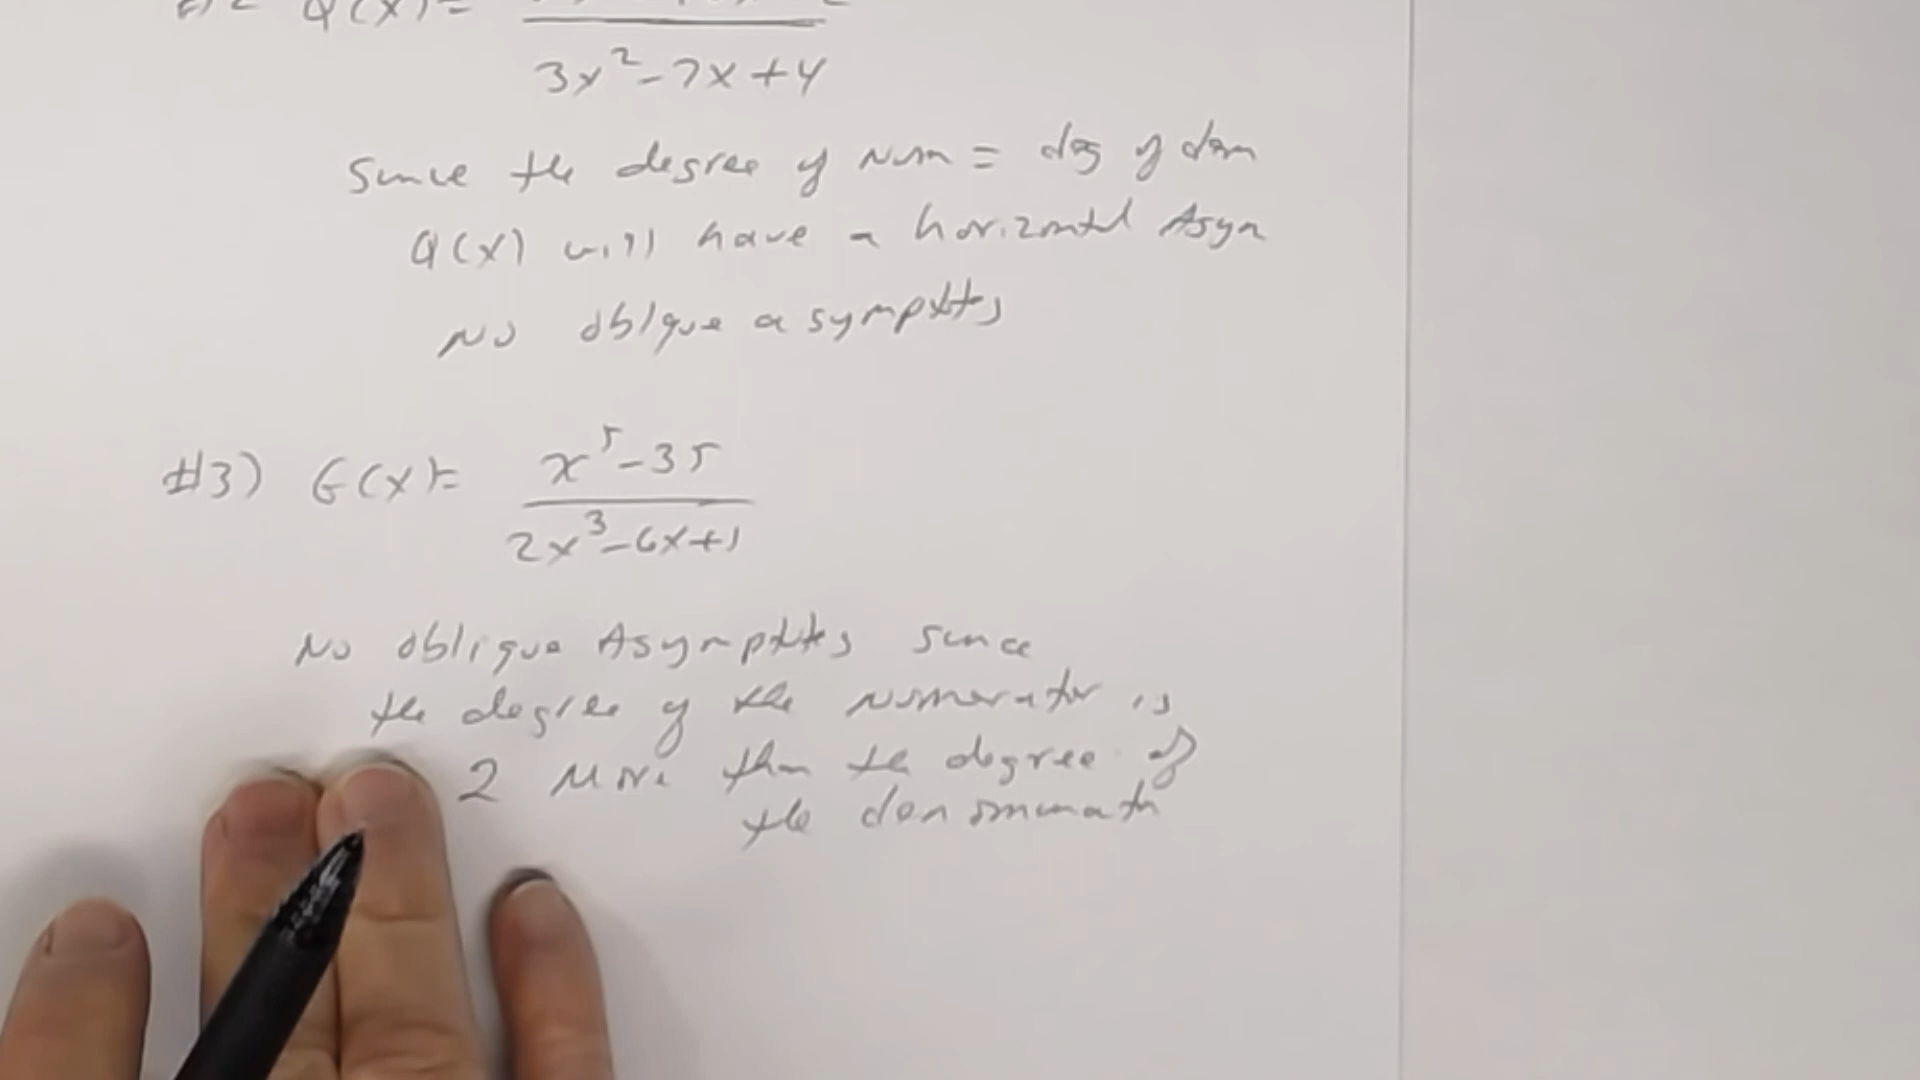 Q(x)=
3x²-7x+4
Since the degree of num = deg of dem
Q(x) will have a horizontal Asym
No oblique asymptotes
#3) G(x)= x⁵-35
2x³-6x+1
No oblique Asymptotes since
the degree of the numerator is
2 more than the degree of
the denominator